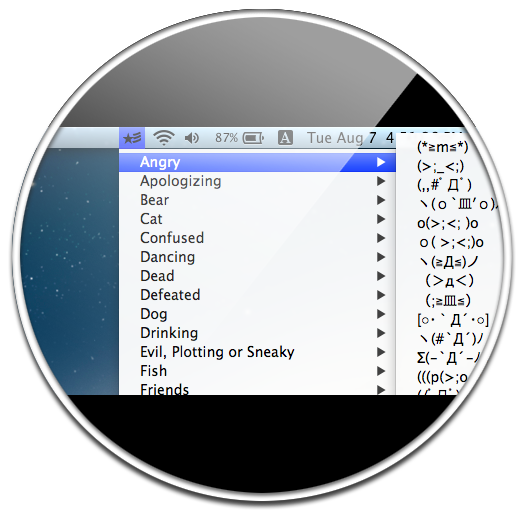 87% A Tue Aug 7 4
Angry
Apologizing
Bear
Cat
Confused
Dancing
Dead
Defeated
Dog
Drinking
Evil, Plotting or Sneaky
Fish
Friends
(*≥m≤*)
(>;_<;)
(,,#ﾟДﾟ)
ヽ(ｏ`皿′ｏ)ﾉ
o(>;<; )o
ｏ( >;<;)o
ヽ(≥Д≤)ノ
(＞д＜)
(;≥皿≤)
[○･｀Д´･○]
ヽ(#`Д´)ﾉ
Σ(-`Д´-ﾉ
(((p(>;o